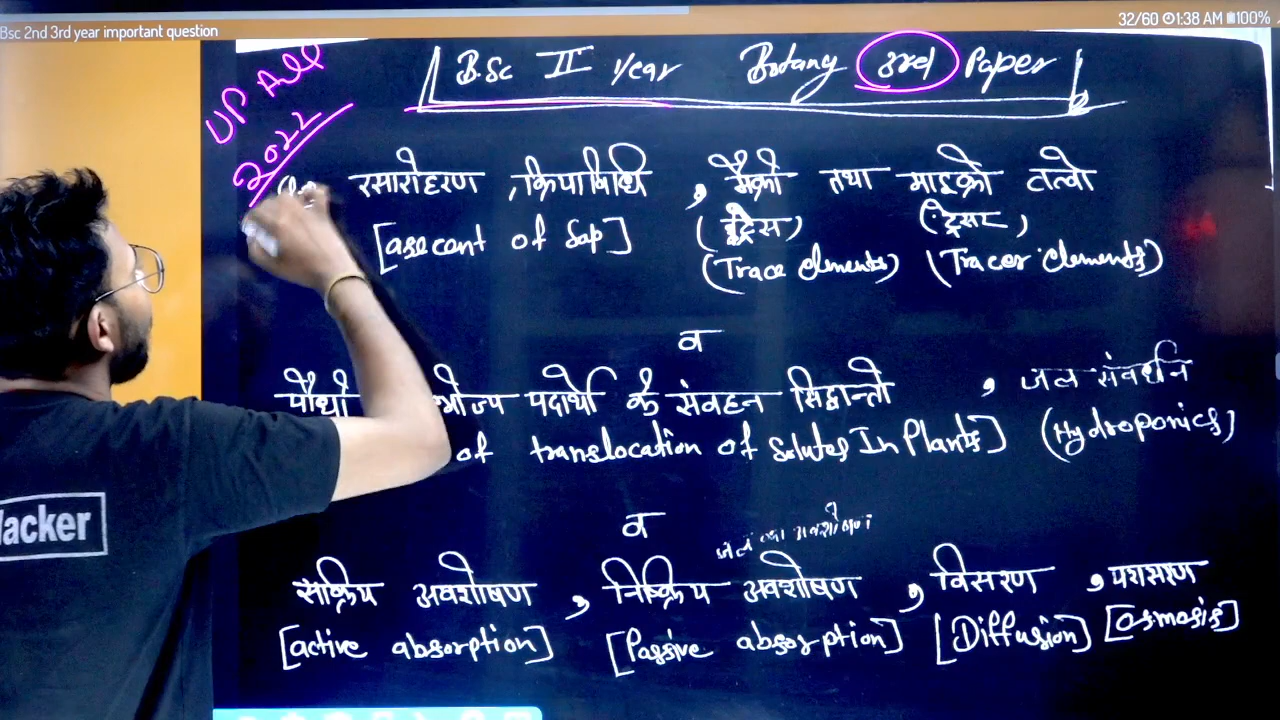 Bsc 2nd 3rd year important question
32/60 1:38 AM 100%
UP All
2022
B.Sc II Year Botany 3rd Paper
रसारोहरण , क्रियाविधि , मैक्रो तथा माइक्रो तत्वो
[asecant of Sap] (ट्रेस) (ट्रेसर)
(Trace elements) (Tracer elements)
व
पौधो भोज्य पदार्थो के संवहन सिद्वान्तो , जल संवर्धन
of translocation of Solutes In Plants] (Hydroponics)
व
जल का अवशोषण
सक्रिय अवशोषण , निष्क्रिय अवशोषण , विसरण , परासरण
[active absorption] [Passive absorption] [Diffusion] [osmosis]
Hacker